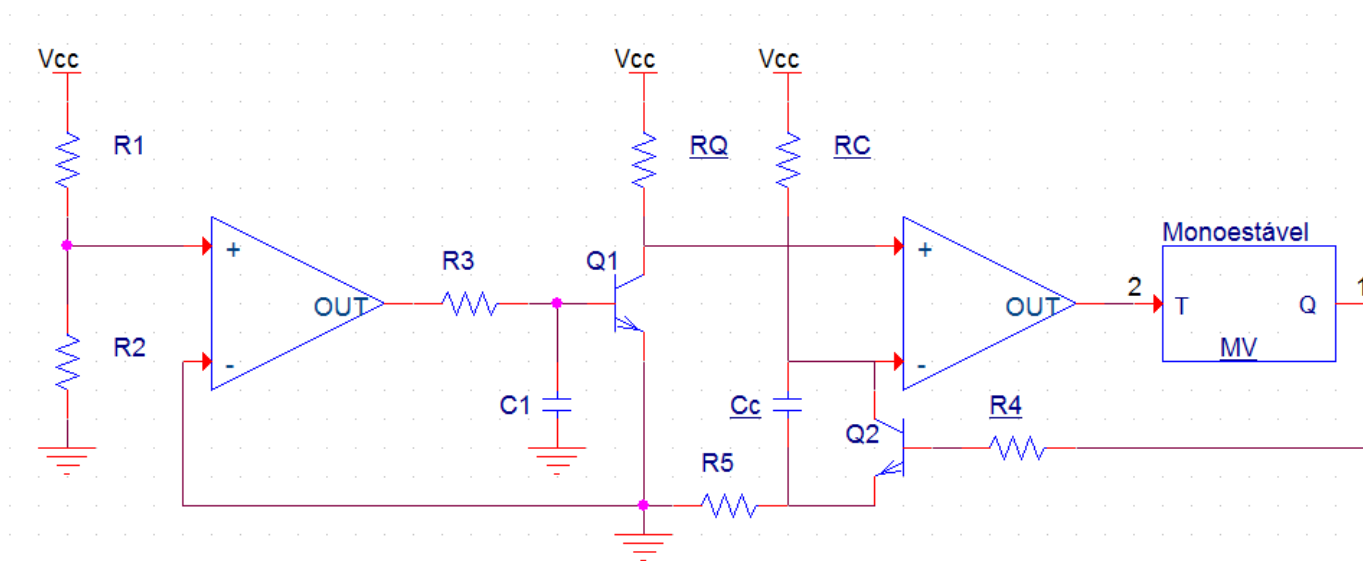 Vcc
Vcc
Vcc
R1
RQ
RC
+
OUT
-
R3
Q1
+
OUT
-
Monoestável
2
T
Q
1
MV
R2
C1
Cc
Q2
R4
R5